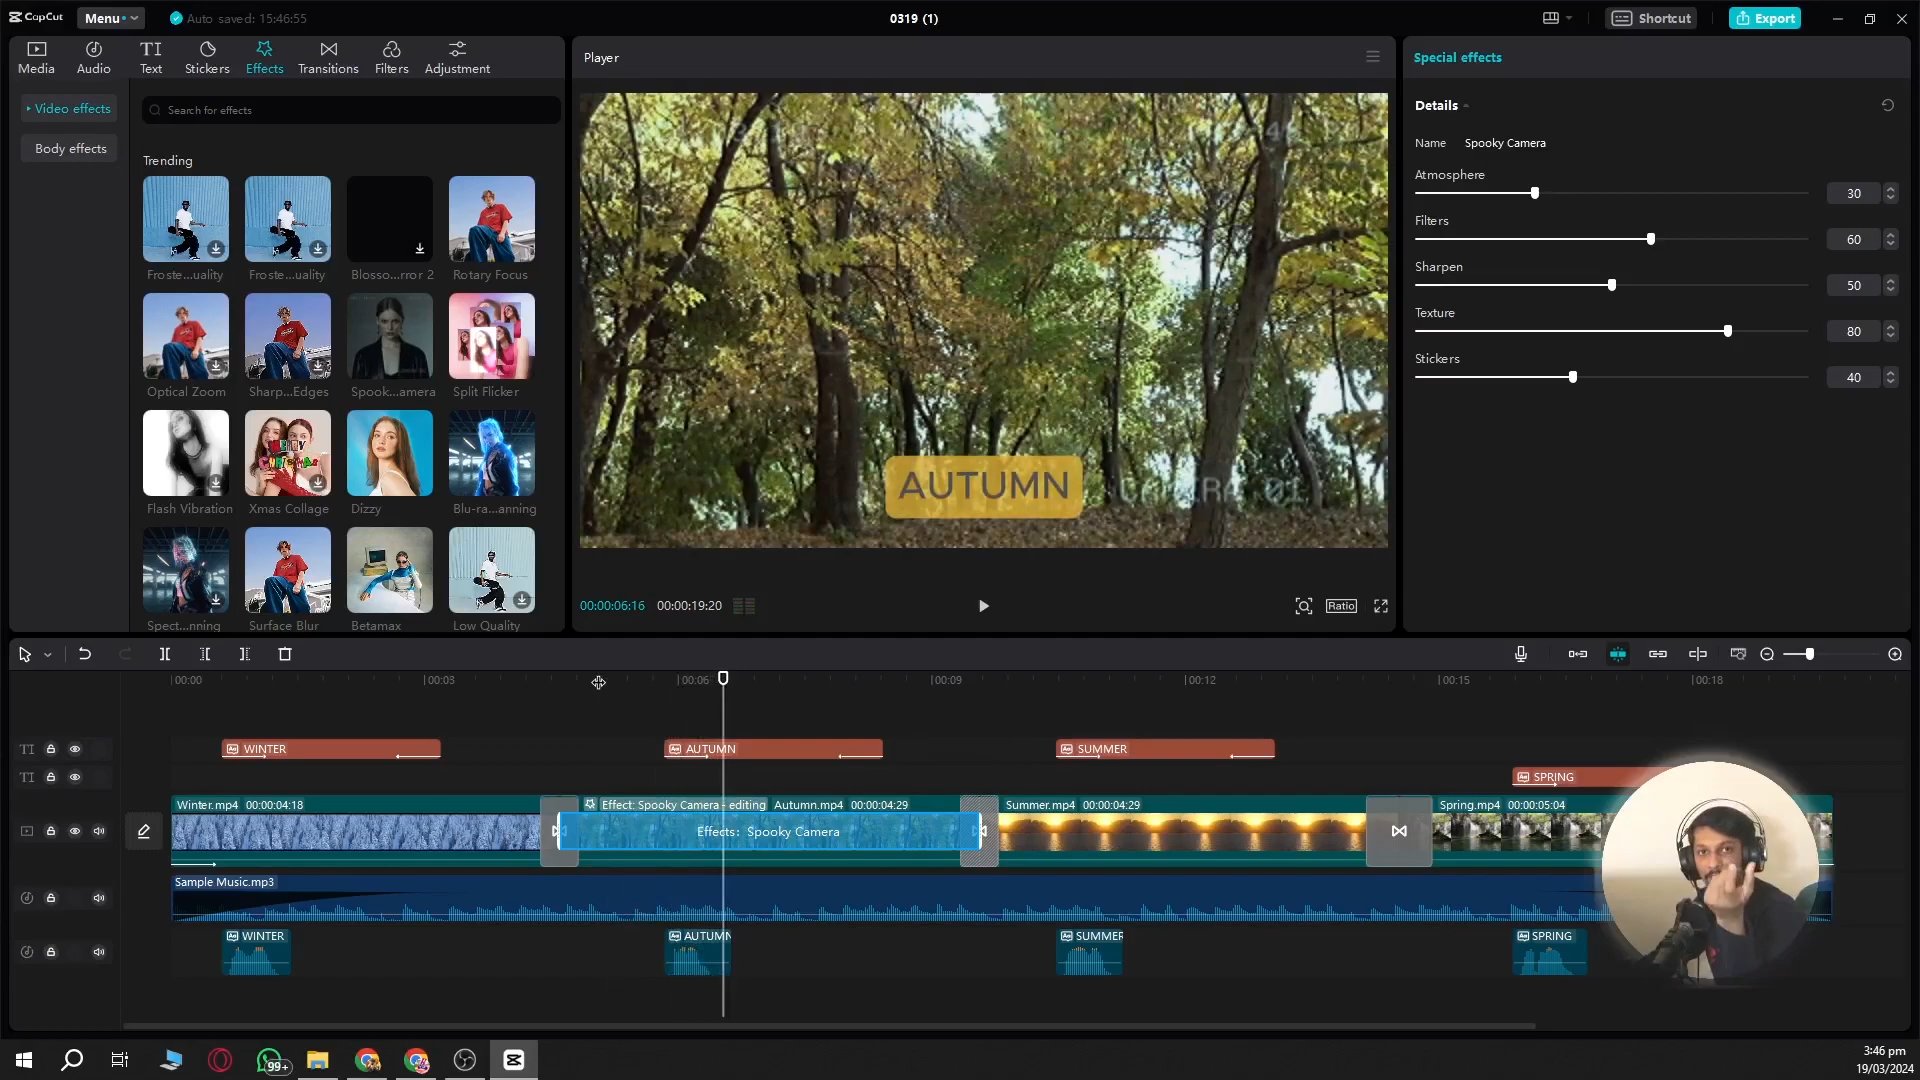 CapCut
Menu
Auto saved: 15:46:55
0319 (1)
Shortcut
Export
Media
Audio
TI
Text
Stickers
Effects
Transitions
Filters
Adjustment
Video effects
Body effects
Search for effects
Trending
Froste...uality
Froste...uality
Blosso...rror 2
Rotary Focus
Optical Zoom
Sharp...Edges
Spook...amera
Split Flicker
MERRY
CHRISTMAS
Flash Vibration
Xmas Collage
Dizzy
Blu-ra...anning
Spect...nning
Surface Blur
Betamax
Low Quality
Player
AUTUMN
CAMERA 01
00:00:06:16
00:00:19:20
Ratio
Special effects
Details
Name
Spooky Camera
Atmosphere
30
Filters
60
Sharpen
50
Texture
80
Stickers
40
00:00
00:03
00:06
00:09
00:12
00:15
00:18
TI
WINTER
AUTUMN
SUMMER
TI
SPRING
Winter.mp4 00:00:04:18
Effect: Spooky Camera - editing
Autumn.mp4 00:00:04:29
Summer.mp4 00:00:04:29
Spring.mp4 00:00:05:04
Effects: Spooky Camera
Sample Music.mp3
WINTER
AUTUMN
SUMMER
SPRING
99+
3:46 pm
19/03/2024